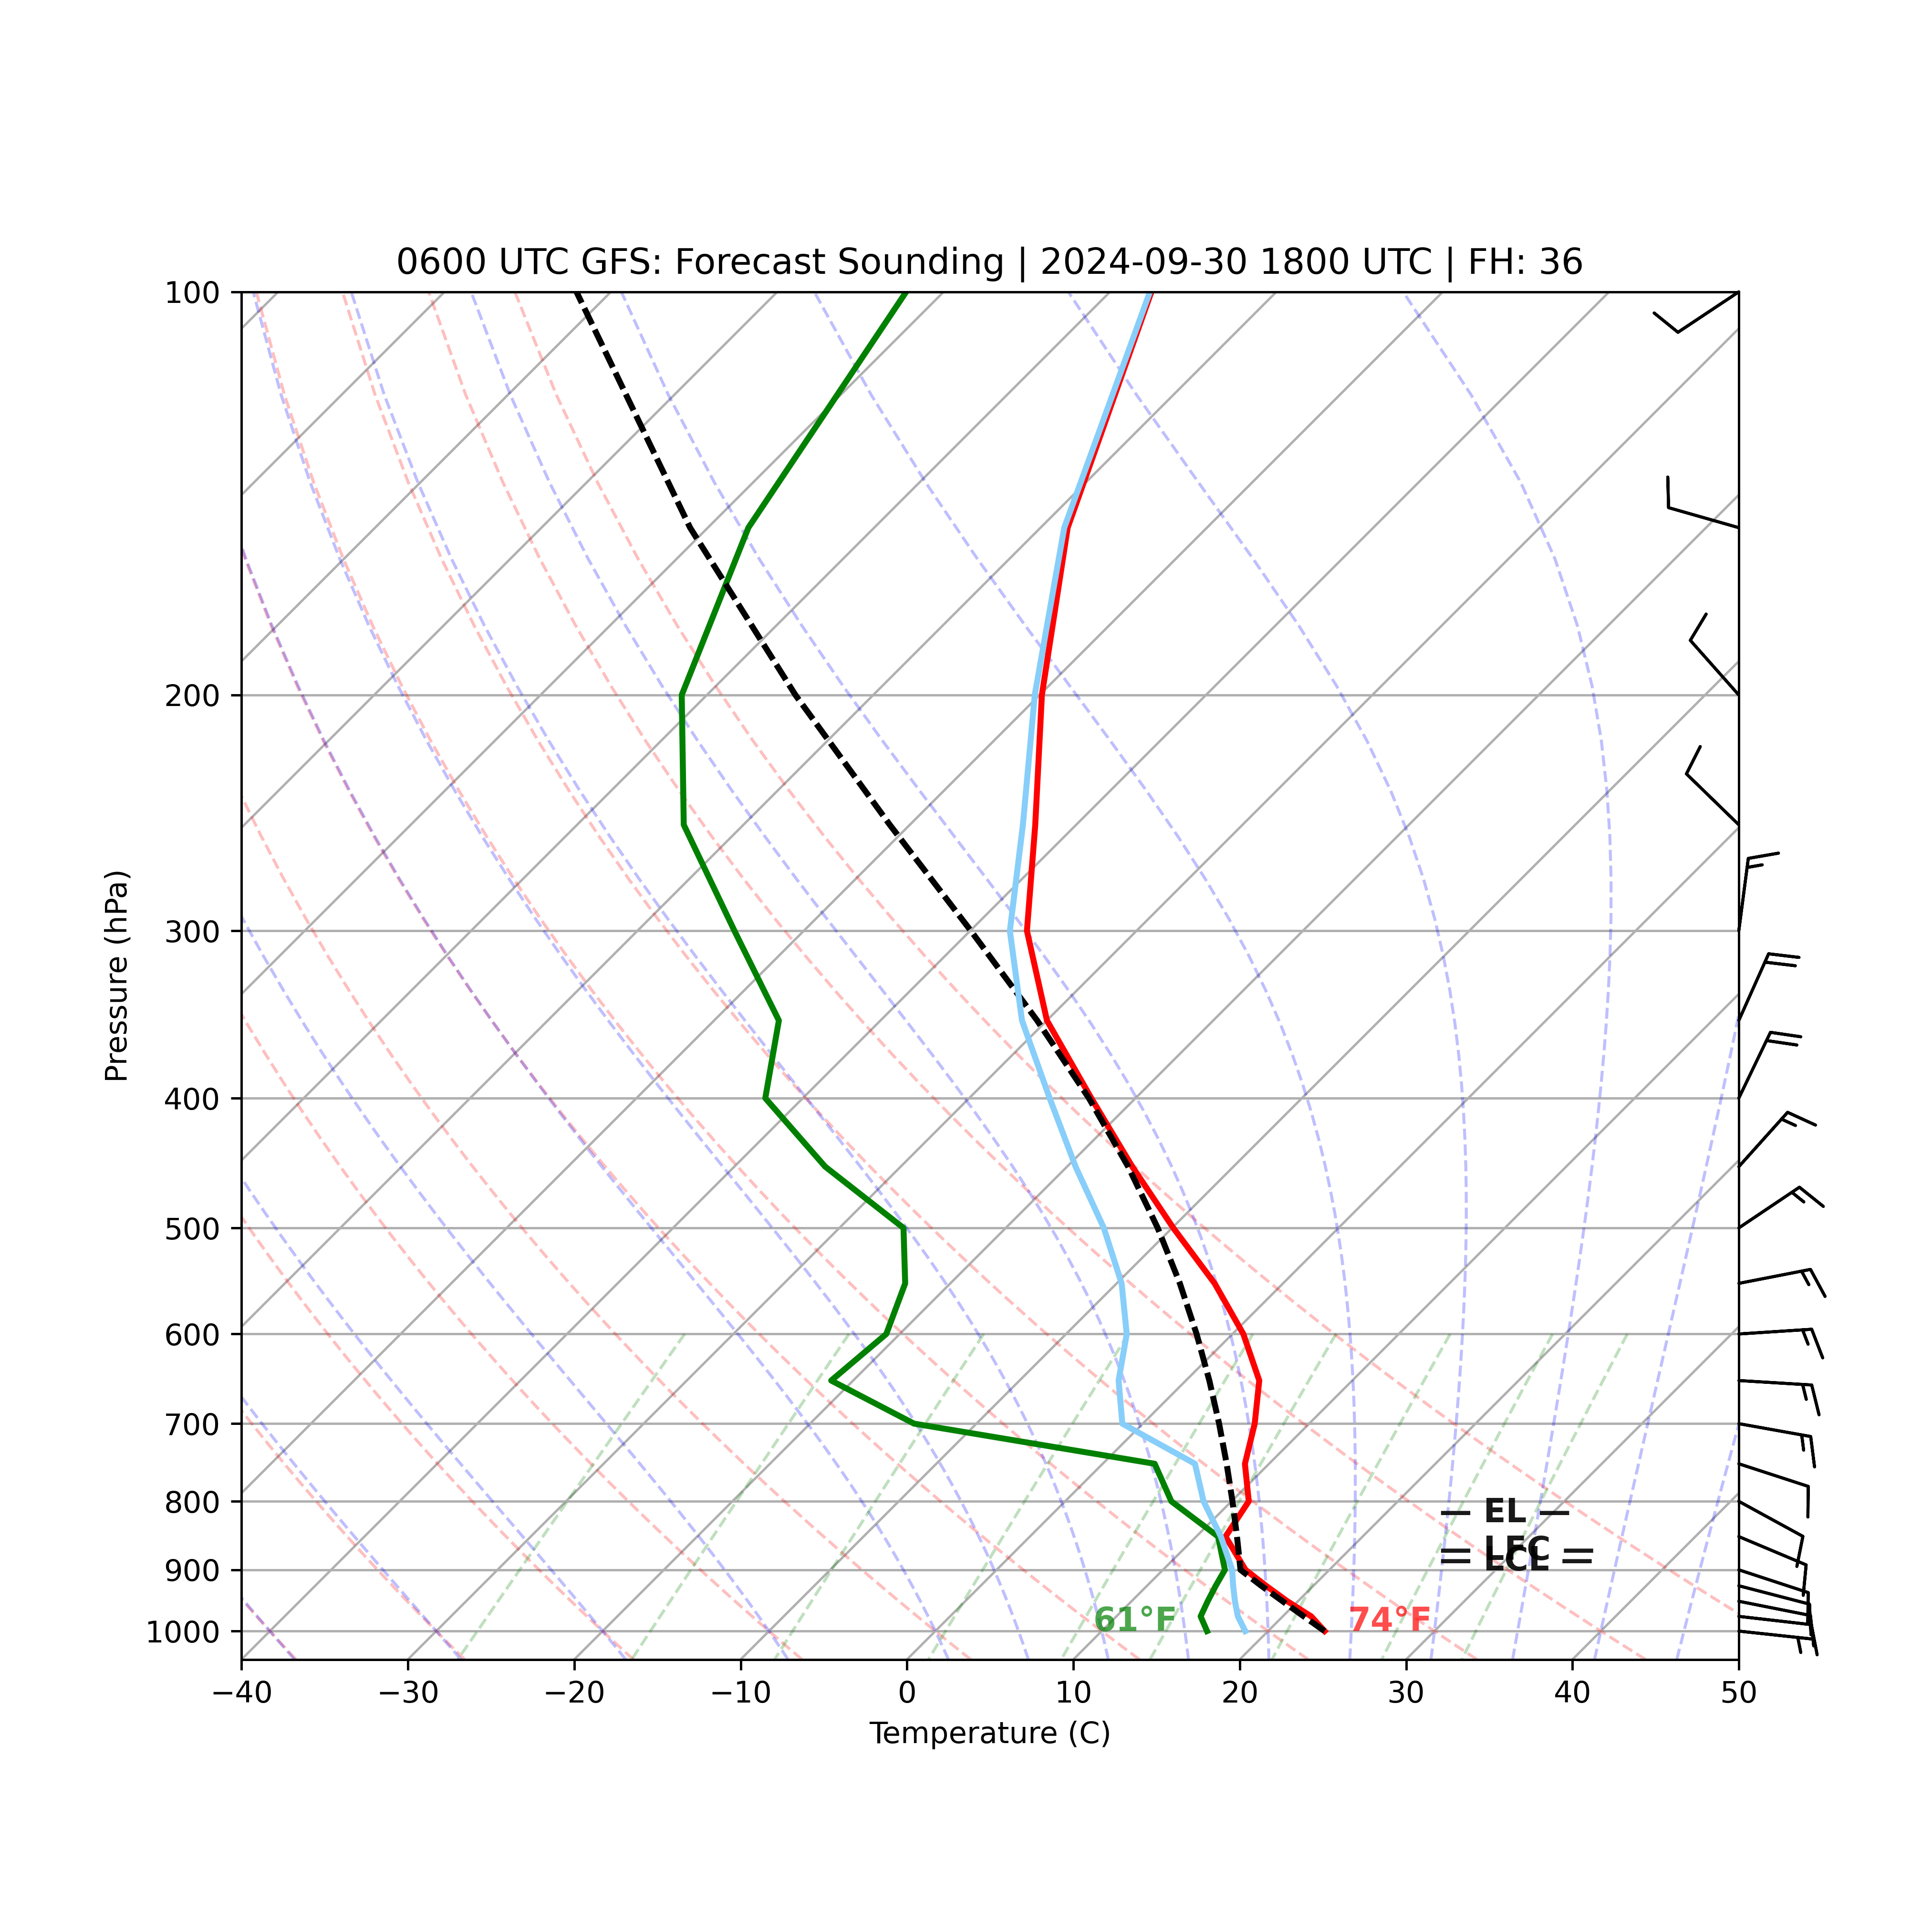 0600 UTC GFS: Forecast Sounding | 2024-09-30 1800 UTC | FH: 36
100
200
300
400
500
600
700
800
900
1000
Pressure (hPa)
— EL —
— LFC —
— LCL —
61°F
74°F
−40 −30 −20 −10 0 10 20 30 40 50
Temperature (C)